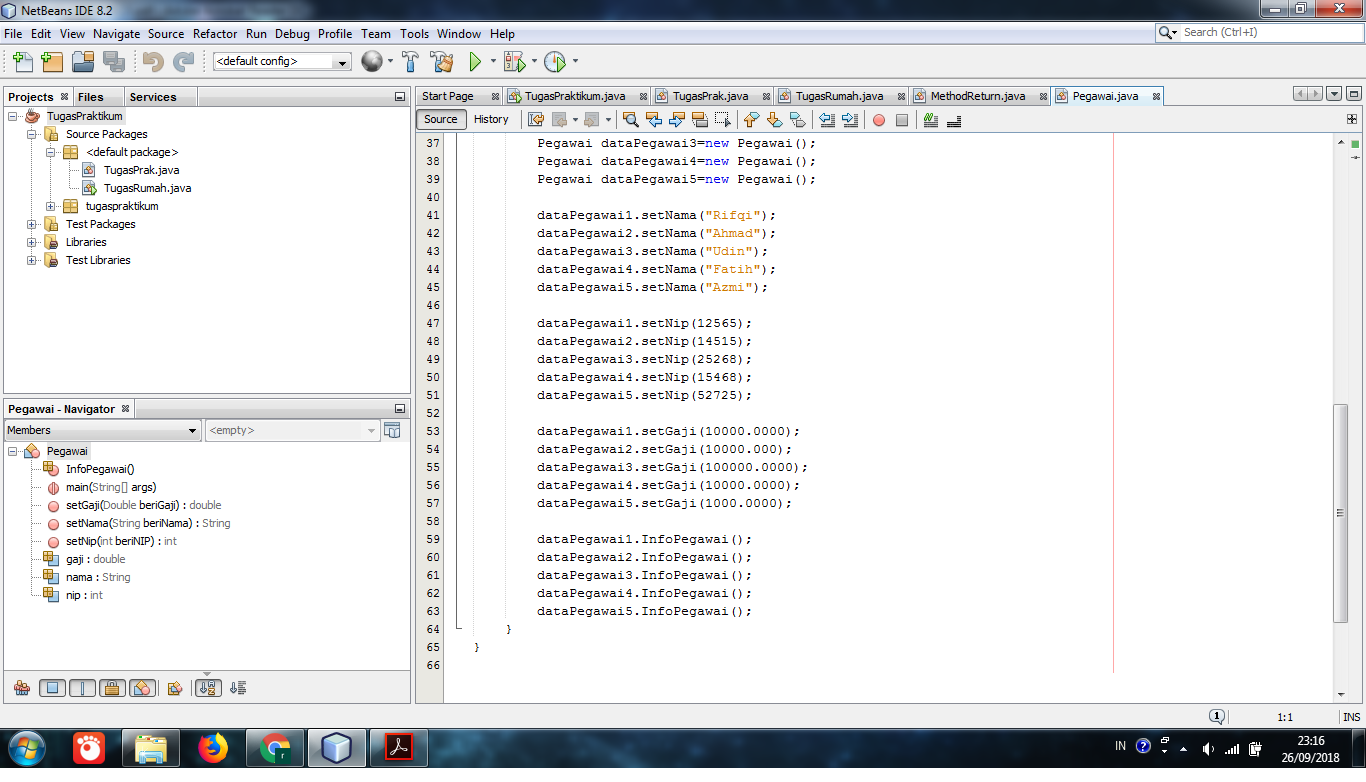 NetBeans IDE 8.2
File Edit View Navigate Source Refactor Run Debug Profile Team Tools Window Help
Search (Ctrl+I)
<default config>
Projects Files Services
TugasPraktikum
Source Packages
<default package>
TugasPrak.java
TugasRumah.java
tugaspraktikum
Test Packages
Libraries
Test Libraries
Pegawai - Navigator
Members <empty>
Pegawai
InfoPegawai()
main(String[] args)
setGaji(Double beriGaji) : double
setNama(String beriNama) : String
setNip(int beriNIP) : int
gaji : double
nama : String
nip : int
Start Page TugasPraktikum.java TugasPrak.java TugasRumah.java MethodReturn.java Pegawai.java
Source History
37 Pegawai dataPegawai3=new Pegawai();
38 Pegawai dataPegawai4=new Pegawai();
39 Pegawai dataPegawai5=new Pegawai();
40
41 dataPegawai1.setNama("Rifqi");
42 dataPegawai2.setNama("Ahmad");
43 dataPegawai3.setNama("Udin");
44 dataPegawai4.setNama("Fatih");
45 dataPegawai5.setNama("Azmi");
46
47 dataPegawai1.setNip(12565);
48 dataPegawai2.setNip(14515);
49 dataPegawai3.setNip(25268);
50 dataPegawai4.setNip(15468);
51 dataPegawai5.setNip(52725);
52
53 dataPegawai1.setGaji(10000.0000);
54 dataPegawai2.setGaji(10000.000);
55 dataPegawai3.setGaji(100000.0000);
56 dataPegawai4.setGaji(10000.0000);
57 dataPegawai5.setGaji(1000.0000);
58
59 dataPegawai1.InfoPegawai();
60 dataPegawai2.InfoPegawai();
61 dataPegawai3.InfoPegawai();
62 dataPegawai4.InfoPegawai();
63 dataPegawai5.InfoPegawai();
64 }
65 }
66
1 1:1 INS
r
IN 23:16
26/09/2018